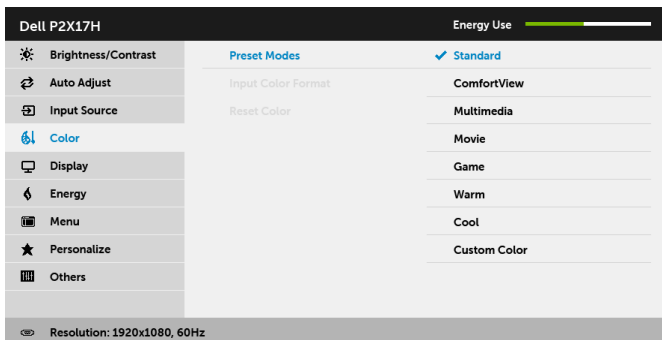 Dell P2X17H Energy Use
Brightness/Contrast Preset Modes Standard
Auto Adjust Input Color Format ComfortView
Input Source Reset Color Multimedia
Color Movie
Display Game
Energy Warm
Menu Cool
Personalize Custom Color
Others
Resolution: 1920x1080, 60Hz